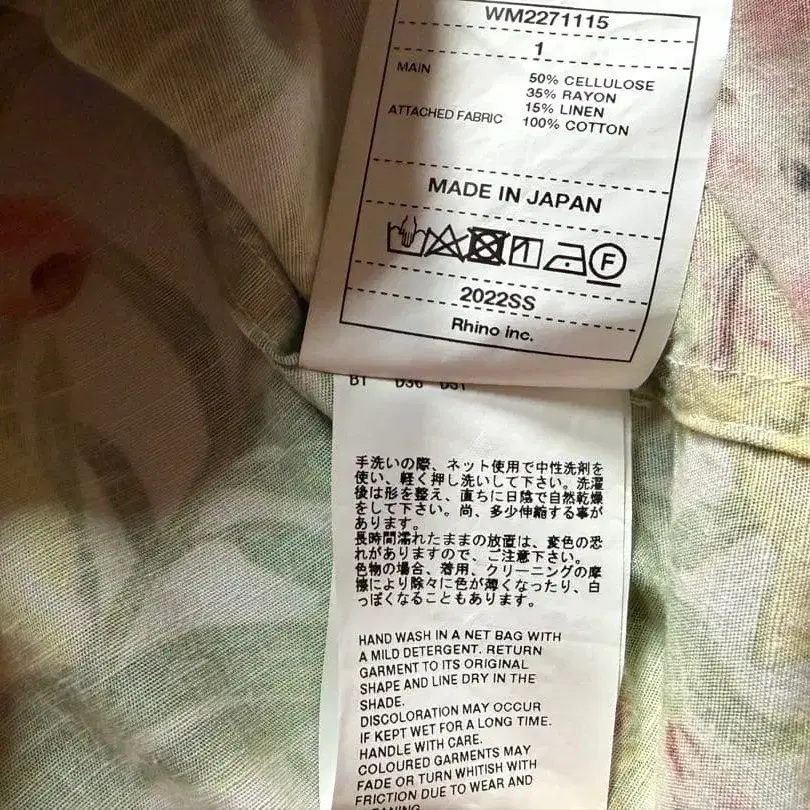 WM2271115
1
MAIN 50% CELLULOSE
35% RAYON
15% LINEN
ATTACHED FABRIC 100% COTTON
MADE IN JAPAN
F
2022SS
Rhino inc.
B1 D36 D31
手洗いの際、ネット使用で中性洗剤を
使い、軽く押し洗いして下さい。洗濯
後は形を整え、直ちに日陰で自然乾燥
をして下さい。尚、多少伸縮する事が
あります。
長時間濡れたままの放置は、変色の恐
れがありますので、ご注意下さい。
色物の場合、着用、クリーニングの摩
擦により除々に色が薄くなったり、白
っぽくなることもあります。
HAND WASH IN A NET BAG WITH
A MILD DETERGENT. RETURN
GARMENT TO ITS ORIGINAL
SHAPE AND LINE DRY IN THE
SHADE.
DISCOLORATION MAY OCCUR
IF KEPT WET FOR A LONG TIME.
HANDLE WITH CARE.
COLOURED GARMENTS MAY
FADE OR TURN WHITISH WITH
FRICTION DUE TO WEAR AND